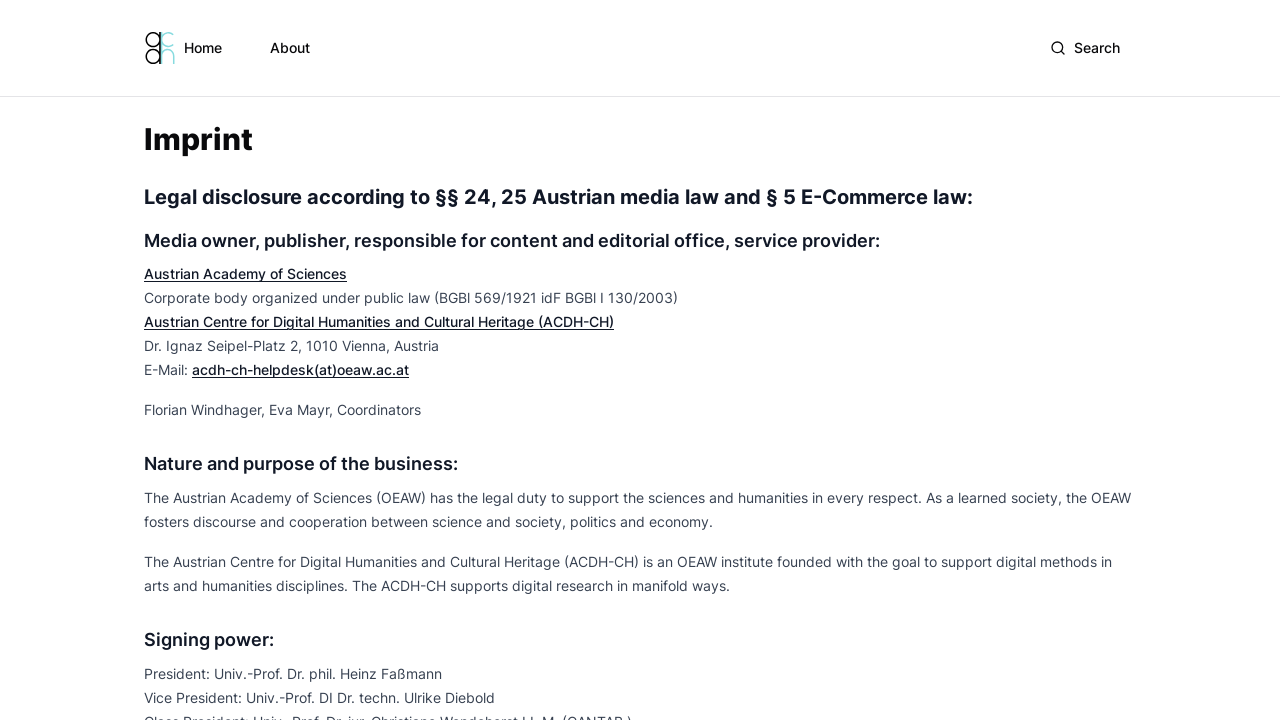 Home
About
Search
Imprint
Legal disclosure according to §§ 24, 25 Austrian media law and § 5 E-Commerce law:
Media owner, publisher, responsible for content and editorial office, service provider:
Austrian Academy of Sciences
Corporate body organized under public law (BGBl 569/1921 idF BGBl I 130/2003)
Austrian Centre for Digital Humanities and Cultural Heritage (ACDH-CH)
Dr. Ignaz Seipel-Platz 2, 1010 Vienna, Austria
E-Mail: acdh-ch-helpdesk(at)oeaw.ac.at
Florian Windhager, Eva Mayr, Coordinators
Nature and purpose of the business:
The Austrian Academy of Sciences (OEAW) has the legal duty to support the sciences and humanities in every respect. As a learned society, the OEAW
fosters discourse and cooperation between science and society, politics and economy.
The Austrian Centre for Digital Humanities and Cultural Heritage (ACDH-CH) is an OEAW institute founded with the goal to support digital methods in
arts and humanities disciplines. The ACDH-CH supports digital research in manifold ways.
Signing power:
President: Univ.-Prof. Dr. phil. Heinz Faßmann
Vice President: Univ.-Prof. DI Dr. techn. Ulrike Diebold